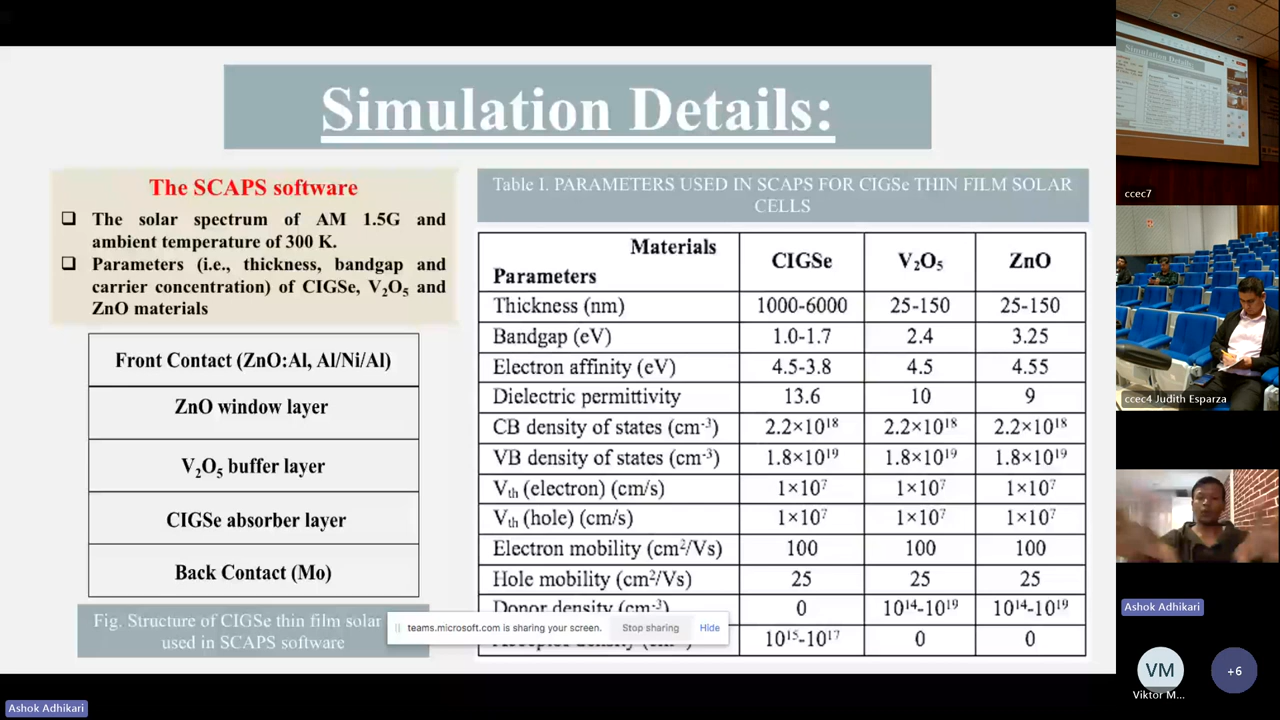 Simulation Details:
The SCAPS software
❑ The solar spectrum of AM 1.5G and
ambient temperature of 300 K.
❑ Parameters (i.e., thickness, bandgap and
carrier concentration) of CIGSe, V₂O₅ and
ZnO materials
Front Contact (ZnO:Al, Al/Ni/Al)
ZnO window layer
V₂O₅ buffer layer
CIGSe absorber layer
Back Contact (Mo)
Fig. Structure of CIGSe thin film solar
used in SCAPS software
Table I. PARAMETERS USED IN SCAPS FOR CIGSe THIN FILM SOLAR
CELLS
Materials
Parameters CIGSe V₂O₅ ZnO
Thickness (nm) 1000-6000 25-150 25-150
Bandgap (eV) 1.0-1.7 2.4 3.25
Electron affinity (eV) 4.5-3.8 4.5 4.55
Dielectric permittivity 13.6 10 9
CB density of states (cm⁻³) 2.2×10¹⁸ 2.2×10¹⁸ 2.2×10¹⁸
VB density of states (cm⁻³) 1.8×10¹⁹ 1.8×10¹⁹ 1.8×10¹⁹
Vₜₕ (electron) (cm/s) 1×10⁷ 1×10⁷ 1×10⁷
Vₜₕ (hole) (cm/s) 1×10⁷ 1×10⁷ 1×10⁷
Electron mobility (cm²/Vs) 100 100 100
Hole mobility (cm²/Vs) 25 25 25
Donor density (cm⁻³) 0 10¹⁴-10¹⁹ 10¹⁴-10¹⁹
10¹⁵-10¹⁷ 0 0
teams.microsoft.com is sharing your screen. Stop sharing Hide
Simulation Details:
ccec7
ccec4 Judith Esparza
Ashok Adhikari
VM
Viktor M...
+6
Ashok Adhikari